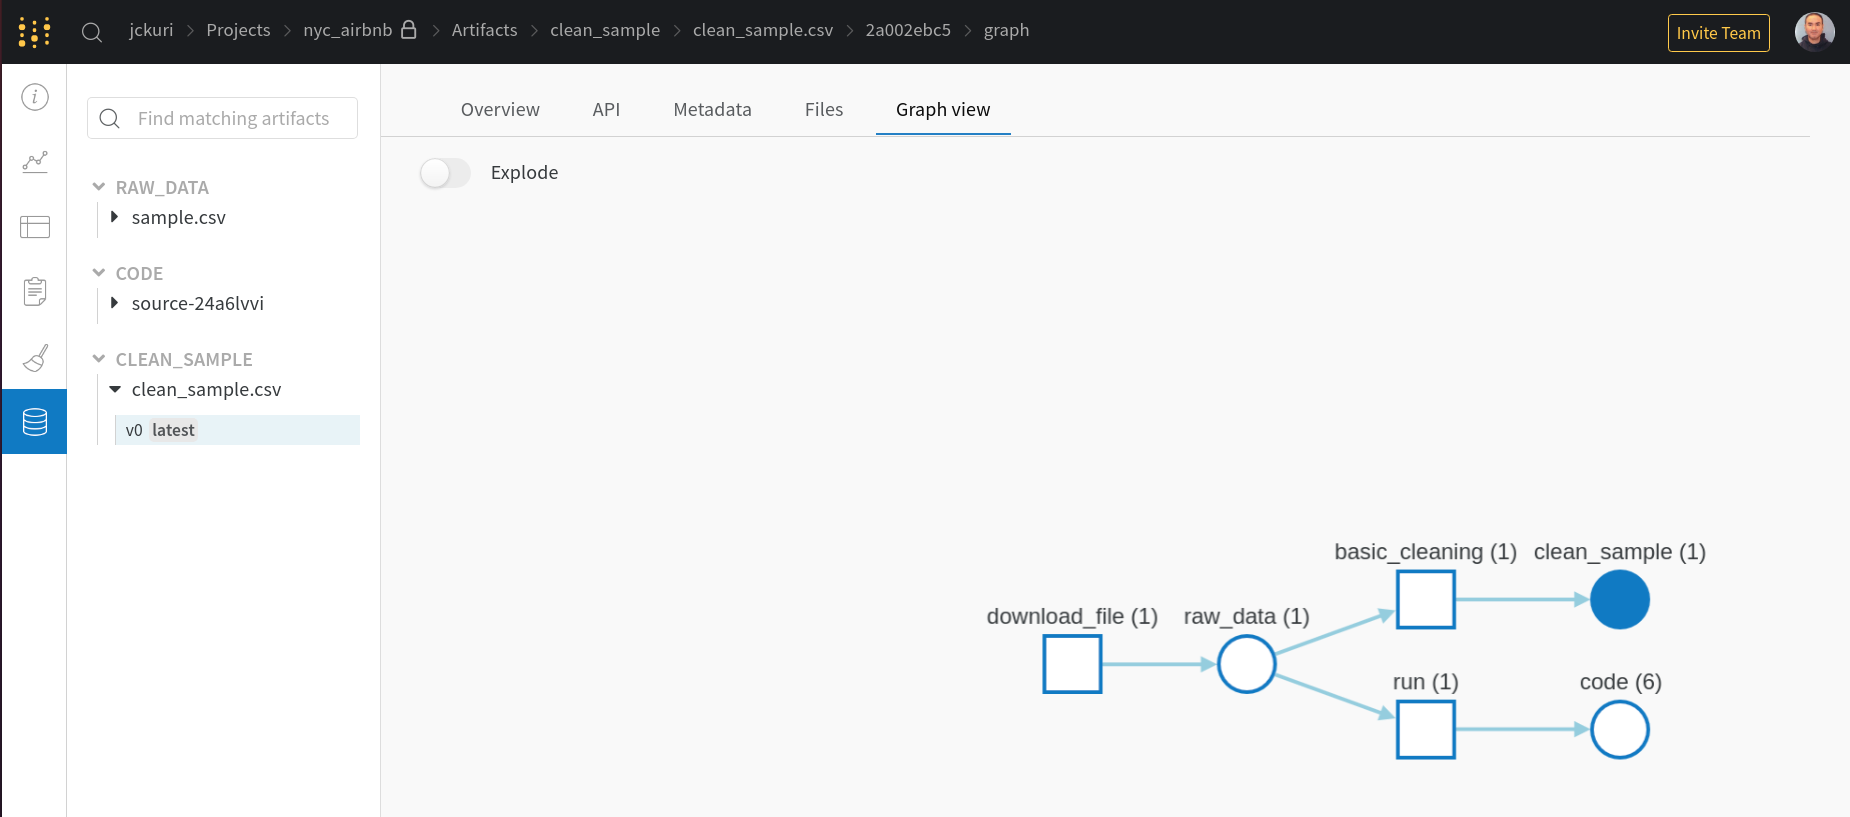 jckuri > Projects > nyc_airbnb > Artifacts > clean_sample > clean_sample.csv > 2a002ebc5 > graph
Invite Team
Find matching artifacts
RAW_DATA
sample.csv
CODE
source-24a6lvvi
CLEAN_SAMPLE
clean_sample.csv
v0 latest
Overview API Metadata Files Graph view
Explode
basic_cleaning (1) clean_sample (1)
download_file (1) raw_data (1)
run (1) code (6)